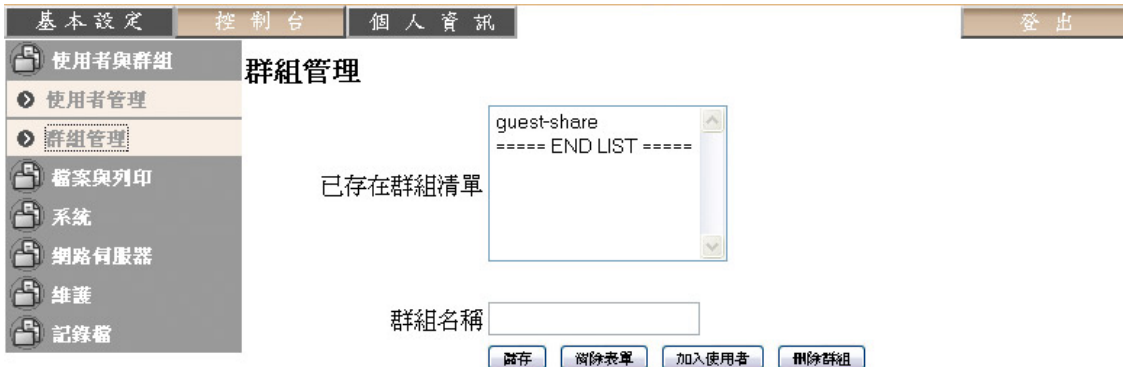 基本設定 控制台 個人資訊 登出
使用者與群組
使用者管理
群組管理
檔案與列印
系統
網路伺服器
維護
記錄檔
群組管理
已存在群組清單
guest-share
===== END LIST =====
群組名稱
儲存 清除表單 加入使用者 刪除群組